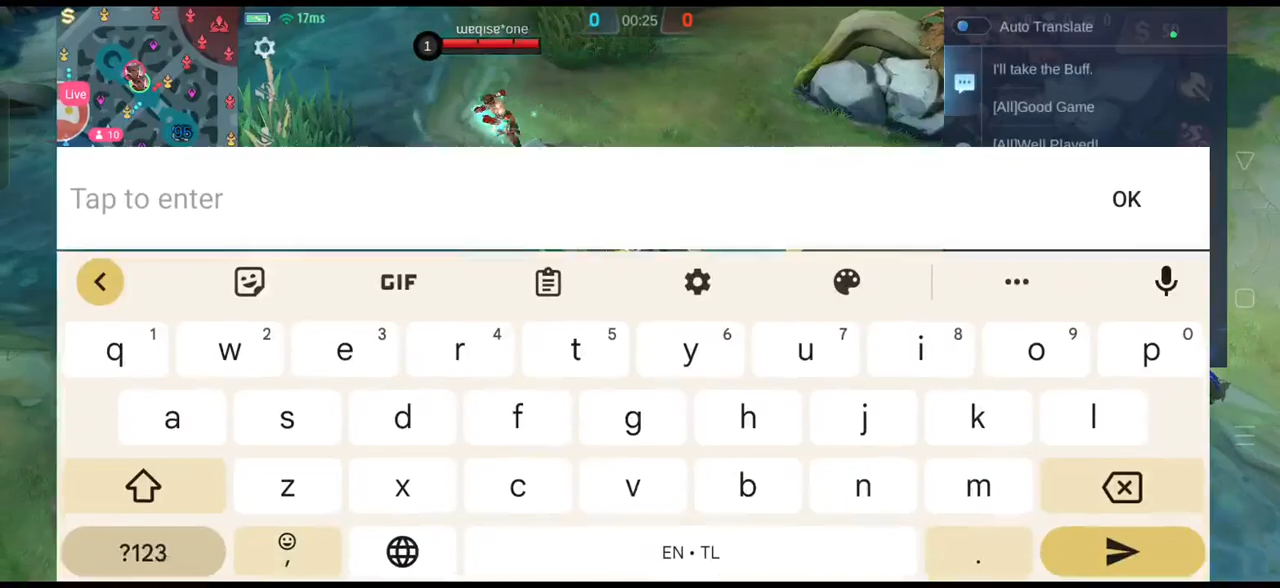 17ms
waqise*one
1
0 00:25 0
Live
10
Auto Translate
I'll take the Buff.
[All]Good Game
[All]Well Played!
Tap to enter
OK
GIF
q 1 w 2 e 3 r 4 t 5 y 6 u 7 i 8 o 9 p 0
a s d f g h j k l
z x c v b n m
?123 , EN • TL .